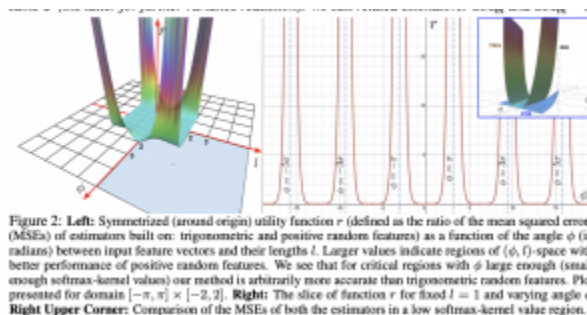 r
l
Figure 2: Left: Symmetrized (around origin) utility function r (defined as the ratio of the mean squared error
(MSEs) of estimators built on: trigonometric and positive random features) as a function of the angle ϕ (i
radians) between input feature vectors and their lengths l. Larger values indicate regions of (ϕ, l)-space wit
better performance of positive random features. We see that for critical regions with ϕ large enough (smal
enough softmax-kernel values) our method is arbitrarily more accurate than trigonometric random features. Pl
presented for domain [−π, π] × [−2, 2]. Right: The slice of function r for fixed l = 1 and varying angle
Right Upper Corner: Comparison of the MSEs of both the estimators in a low softmax-kernel value region